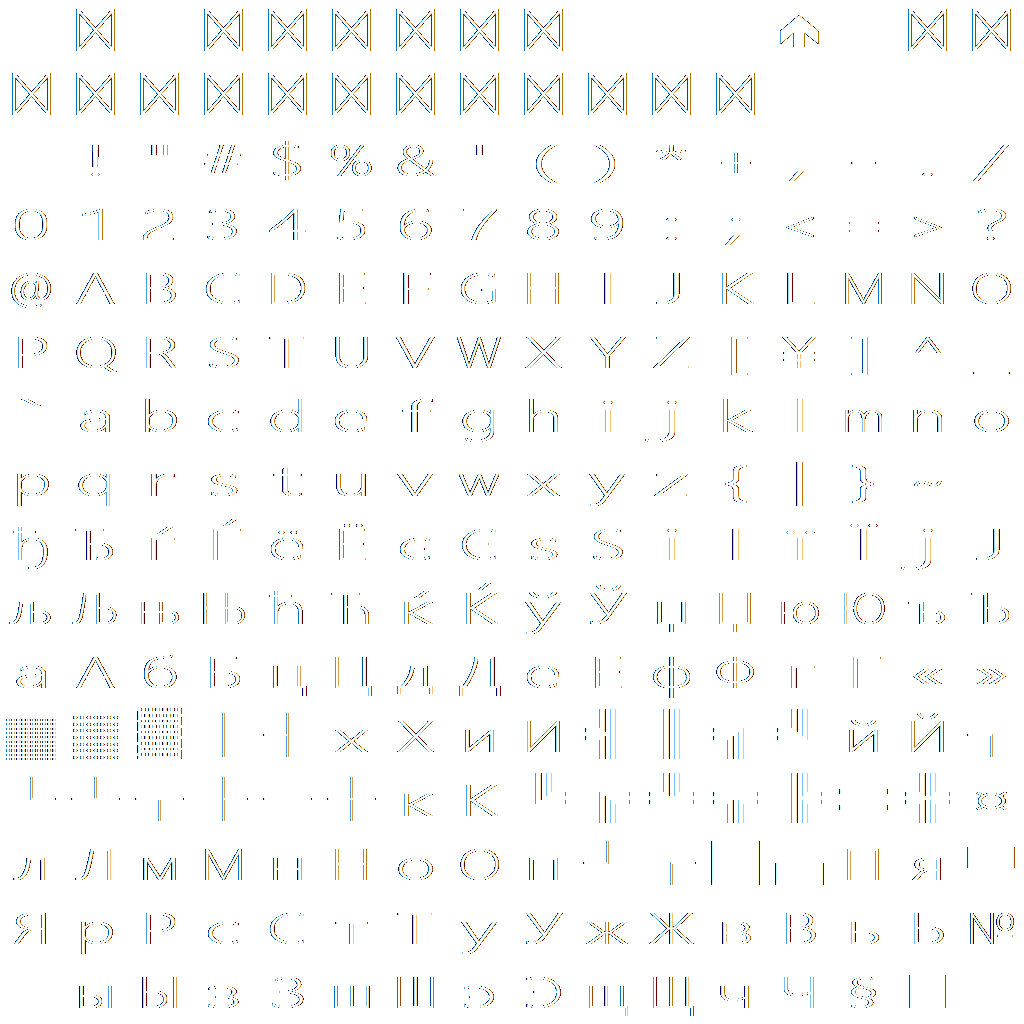 ! " # $ % & ' ( ) * + , - . /
0 1 2 3 4 5 6 7 8 9 : ; < = > ?
@ A B C D E F G H I J K L M N O
P Q R S T U V W X Y Z [ ¥ ] ^ _
` a b c d e f g h i j k l m n o
p q r s t u v w x y z { | } ~
ђ Ђ ѓ Ѓ ё Ё є Є ѕ Ѕ і І ї Ї ј Ј
љ Љ њ Њ ћ Ћ ќ Ќ ў Ў џ Џ ю Ю ъ Ъ
а А б Б ц Ц д Д е Е ф Ф г Г « »
░ ▒ ▓ │ ┤ х Х и И ╣ ║ ╗ ╝ й Й ┐
└ ┴ ┬ ├ ─ ┼ к К ╚ ╔ ╩ ╦ ╠ ═ ╬ ¤
л Л м М н Н о О п ┘ ┌ █ ▄ П я ▀
Я р Р с С т Т у У ж Ж в В ь Ь №
ы Ы з З ш Ш э Э щ Щ ч Ч § ■